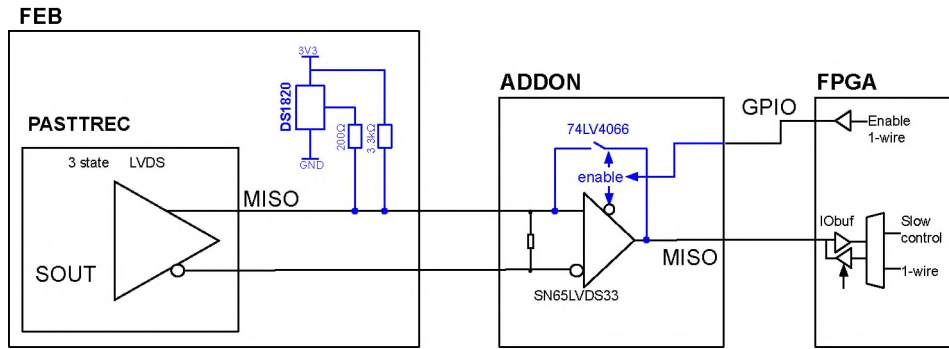 FEB
3V3
DS1820
200Ω
3.3kΩ
GND
PASTTREC
3 state LVDS
MISO
SOUT
ADDON
74LV4066
enable
SN65LVDS33
MISO
GPIO
FPGA
Enable
1-wire
IObuf
Slow
control
1-wire